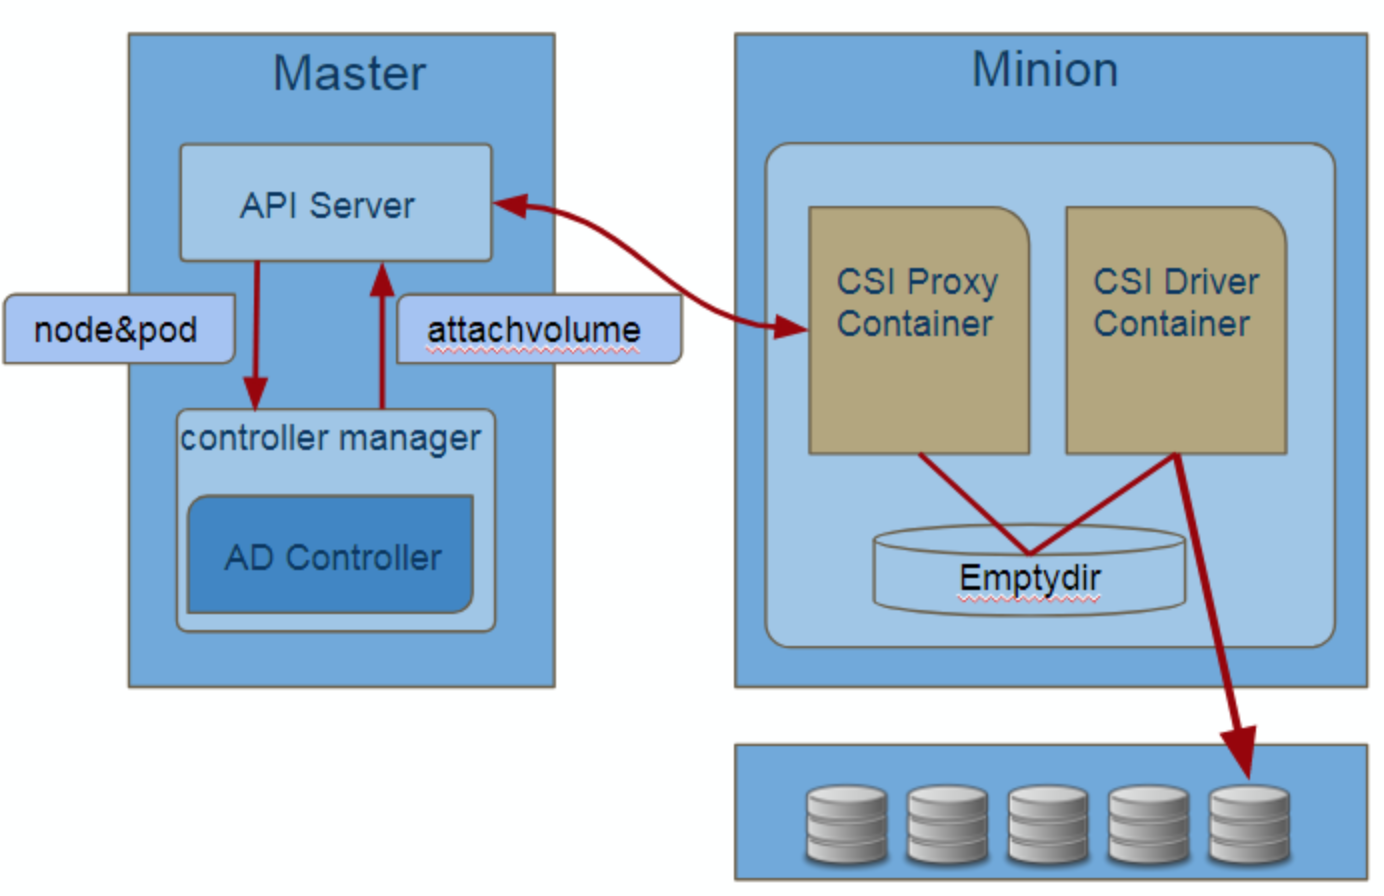 Master
API Server
node&pod
attachvolume
controller manager
AD Controller
Minion
CSI Proxy
Container
CSI Driver
Container
Emptydir